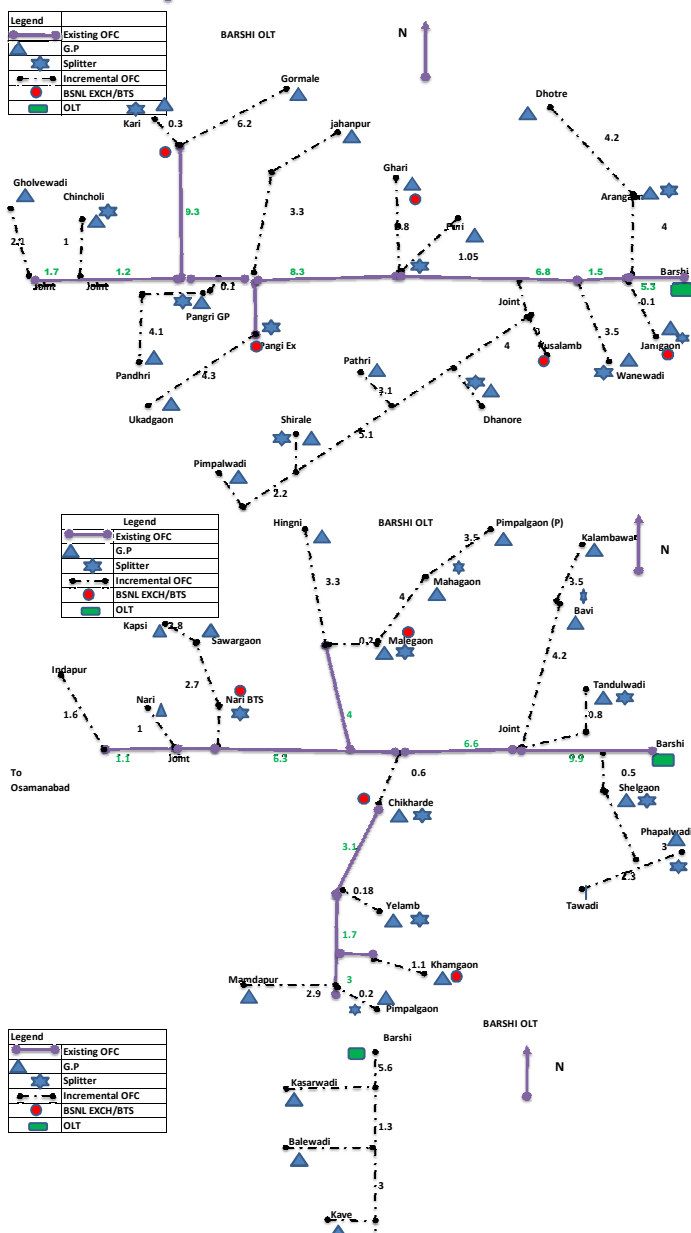 Legend
Existing OFC
G.P
Splitter
Incremental OFC
BSNL EXCH/BTS
OLT
BARSHI OLT
N
Gormale
Dhotre
Kari
0.3
6.2
jahanpur
4.2
Gholvewadi
Chincholi
Ghari
Arangaon
9.3
3.3
2.1
1
1.05
4
1.7
1.2
8.3
6.8
1.5
Barshi
Joint
Joint
0.1
5.3
Pangri GP
Joint
0.1
4.1
Pangi Ex
3.5
Jangaon
Pandhri
4.3
Pathri
4
Kusalamb
Wanewadi
Ukadgaon
3.1
Dhanore
Shirale
5.1
Pimpalwadi
2.2
Legend
Existing OFC
G.P
Splitter
Incremental OFC
BSNL EXCH/BTS
OLT
Hingni
BARSHI OLT
Pimpalgaon (P)
3.5
Kalambawa
N
3.3
Mahagaon
4
3.5
Bavi
Kapsi
2.8
Sawargaon
0.2
Malegaon
Indapur
2.7
4.2
Tandulwadi
1.6
Nari
Nari BTS
1
4
Joint
0.8
Barshi
1.1
Joint
6.3
6.6
9.9
To
Osamanabad
0.6
0.5
Shelgaon
Chikharde
Phapalwadi
3.1
3
2.3
0.18
Tawadi
Yelamb
1.7
1.1
Khamgaon
Mamdapur
3
2.9
0.2
Pimpalgaon
BARSHI OLT
Legend
Existing OFC
G.P
Splitter
Incremental OFC
BSNL EXCH/BTS
OLT
Barshi
5.6
N
Kasarwadi
1.3
Balewadi
3
Kave